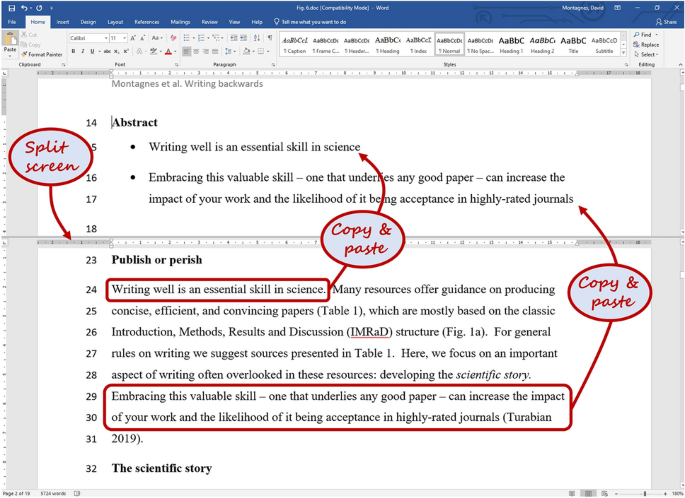 Fig. 6.doc [Compatibility Mode] - Word
Montagnes, David
File Home Insert Design Layout References Mailings Review View Help Tell me what you want to do Share
Paste
Cut
Copy
Format Painter
Clipboard
Calibri 11
Font
Paragraph
AaBbCcL AaBbCcDc AaBbCc AaBbCcDc AaBbCcDc AaBbCcDc AaBbC AaBbCc AaBbC AaBbCcD
¶ Caption ¶ Frame C... ¶ Heading ¶ Index ¶ Normal ¶ No Spac... Heading 1 Heading 2 Title Subtitle
Styles
Find
Replace
Select
Editing
Montagnes et al. Writing backwards
14 Abstract
15 • Writing well is an essential skill in science
16 • Embracing this valuable skill – one that underlies any good paper – can increase the
17 impact of your work and the likelihood of it being acceptance in highly-rated journals
18
Split
screen
Copy &
paste
Copy &
paste
23 Publish or perish
24 Writing well is an essential skill in science. Many resources offer guidance on producing
25 concise, efficient, and convincing papers (Table 1), which are mostly based on the classic
26 Introduction, Methods, Results and Discussion (IMRaD) structure (Fig. 1a). For general
27 rules on writing we suggest sources presented in Table 1. Here, we focus on an important
28 aspect of writing often overlooked in these resources: developing the scientific story.
29 Embracing this valuable skill – one that underlies any good paper – can increase the impact
30 of your work and the likelihood of it being acceptance in highly-rated journals (Turabian
31 2019).
32 The scientific story
Page 2 of 19 5724 words
100%